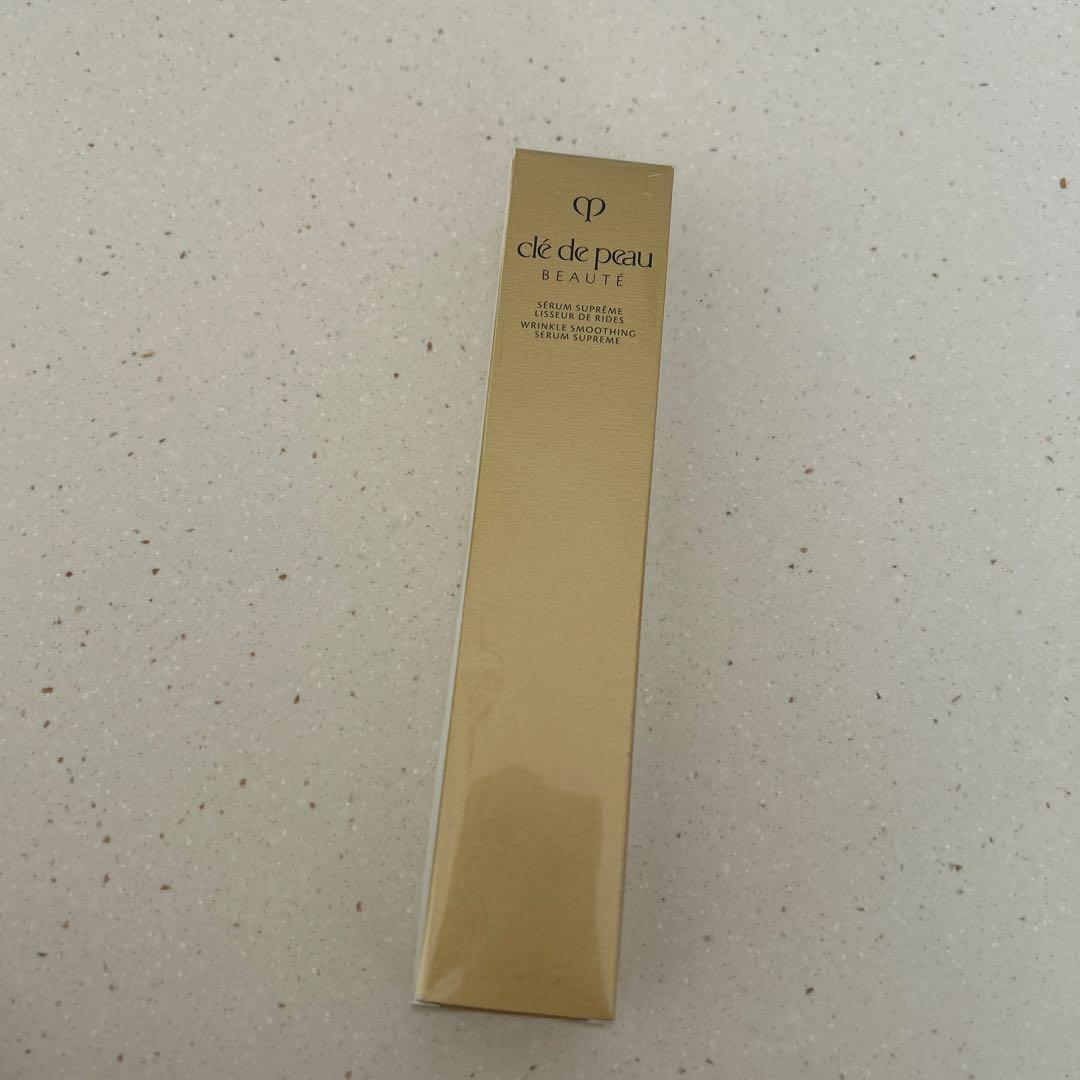 clé de peau
BEAUTÉ
SÉRUM SUPRÊME
LISSEUR DE RIDES
WRINKLE SMOOTHING
SERUM SUPREME